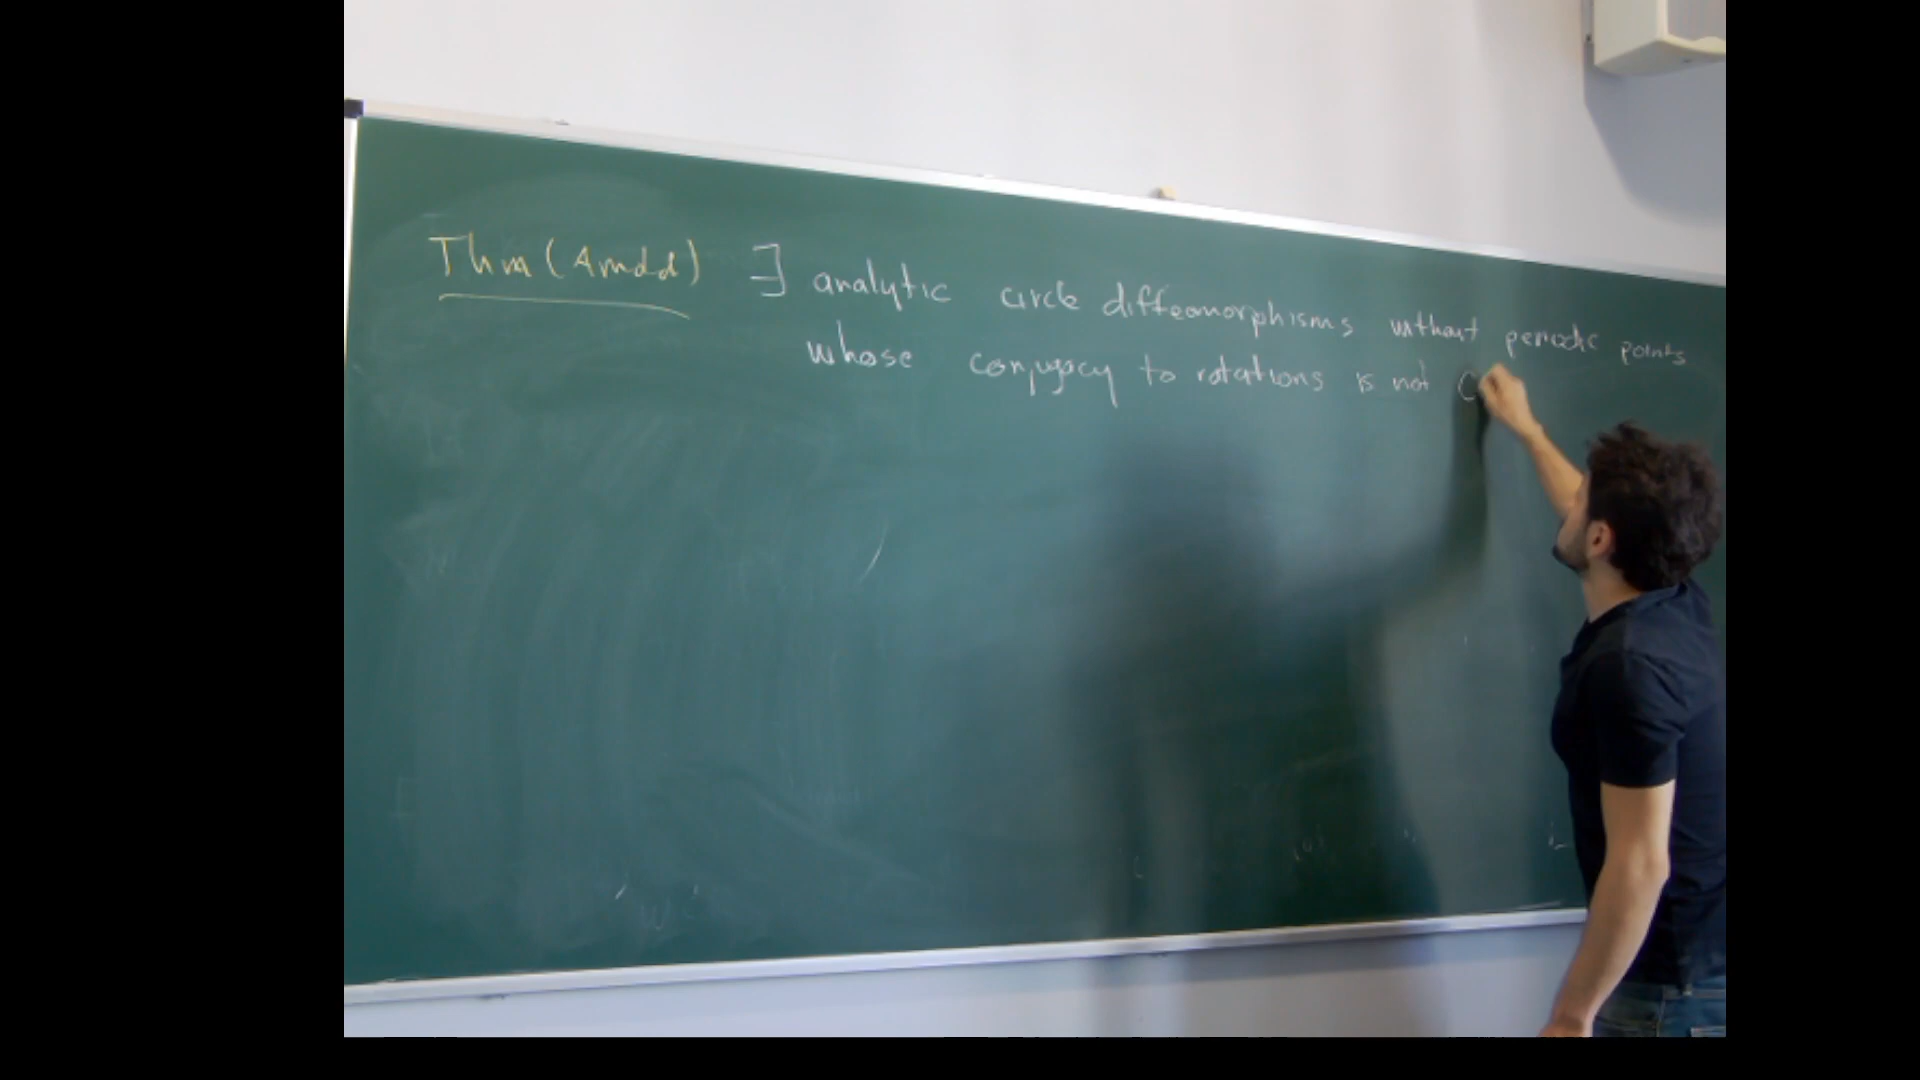 Thm (Arnold) ∃ analytic circle diffeomorphisms without periodic points
whose conjugacy to rotations is not C